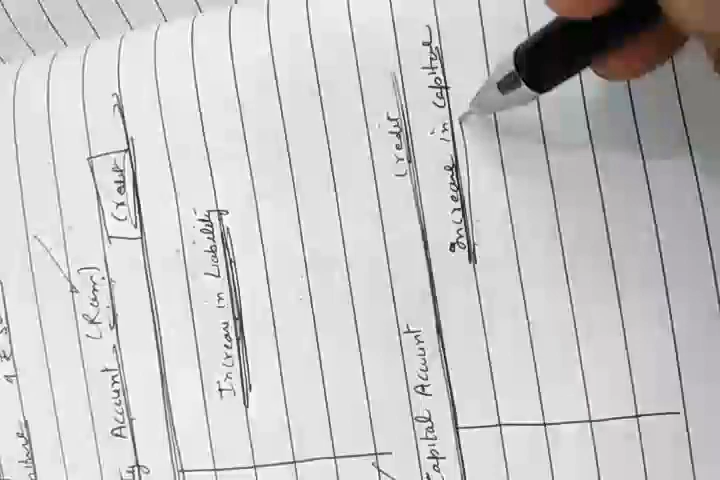 Account (Ram)
Credit
Increase in Liability
Capital Account
Credit
Increase in Capital